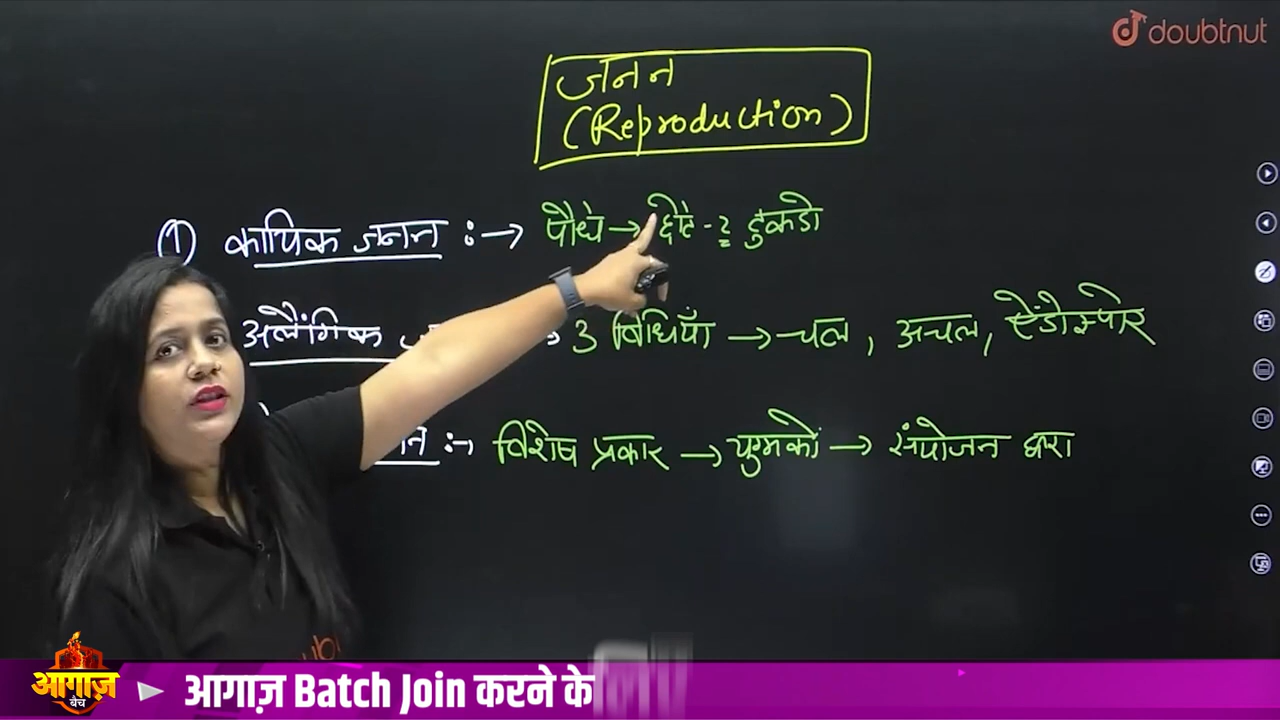 doubtnut
जनन
(Reproduction)
(1) कायिक जनन :→ पौधे → छोटे-2 टुकडो
अलैंगिक 3 विधियाँ → चल, अचल, ऐंडोस्पोर
:- विशेष प्रकार → युग्मको → संयोजन द्वारा
आगाज़
बैच
आगाज़ Batch Join करने के